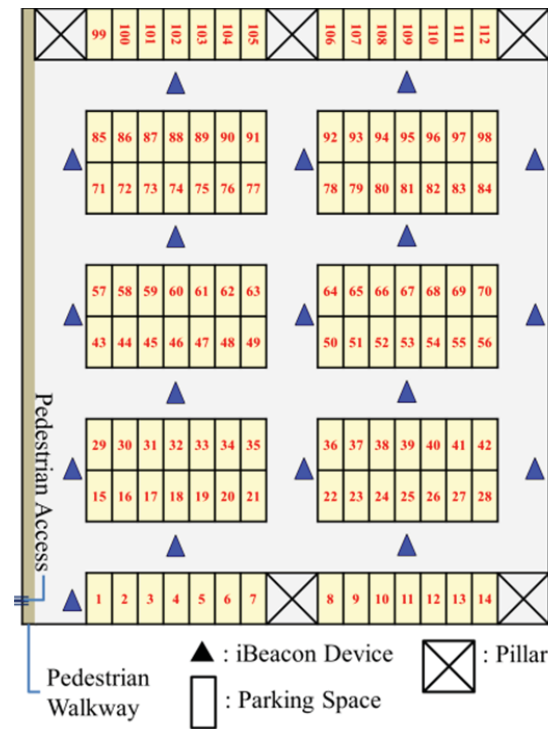 99 100 101 102 103 104 105 106 107 108 109 110 111 112
85 86 87 88 89 90 91 92 93 94 95 96 97 98
71 72 73 74 75 76 77 78 79 80 81 82 83 84
57 58 59 60 61 62 63 64 65 66 67 68 69 70
43 44 45 46 47 48 49 50 51 52 53 54 55 56
29 30 31 32 33 34 35 36 37 38 39 40 41 42
15 16 17 18 19 20 21 22 23 24 25 26 27 28
1 2 3 4 5 6 7 8 9 10 11 12 13 14
Pedestrian Access
Pedestrian
Walkway
: iBeacon Device
: Pillar
: Parking Space